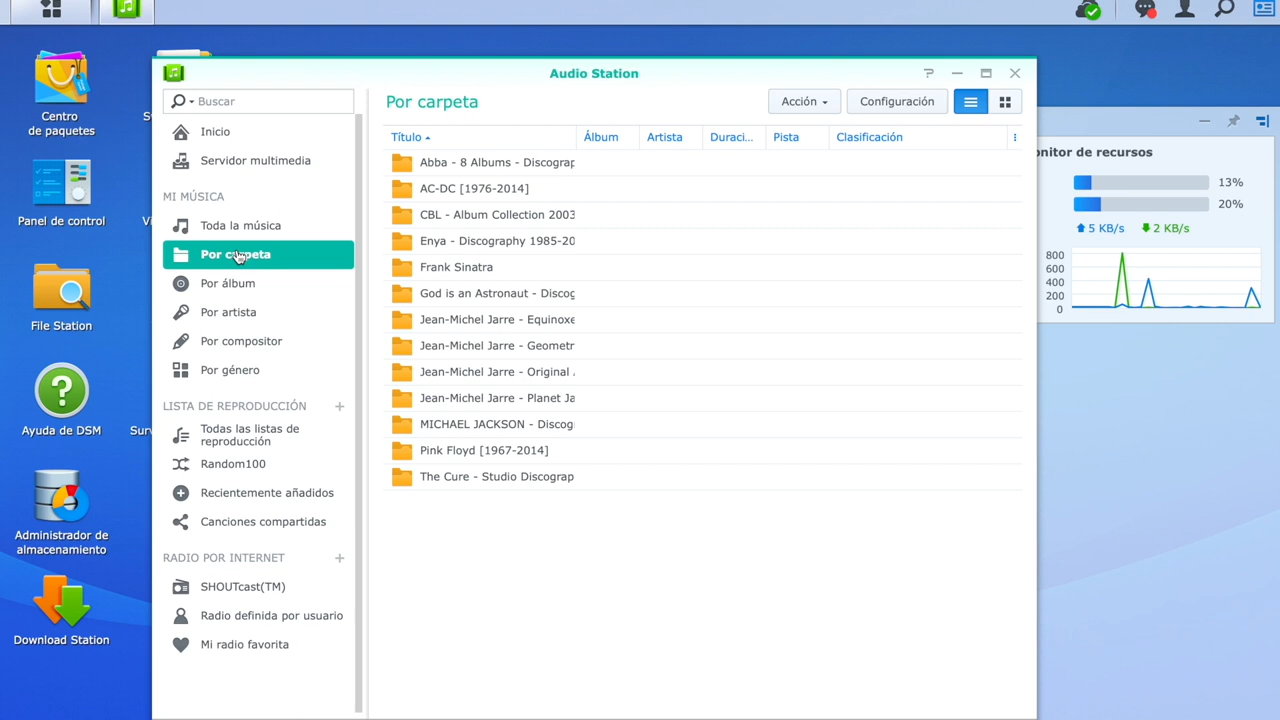 Centro
de paquetes
Panel de control
File Station
Ayuda de DSM
Administrador de
almacenamiento
Download Station
Surv
Audio Station
Buscar
Inicio
Servidor multimedia
MI MÚSICA
Toda la música
Por carpeta
Por álbum
Por artista
Por compositor
Por género
LISTA DE REPRODUCCIÓN
Todas las listas de
reproducción
Random100
Recientemente añadidos
Canciones compartidas
RADIO POR INTERNET
SHOUTcast(TM)
Radio definida por usuario
Mi radio favorita
Por carpeta
Acción
Configuración
Título Álbum Artista Duraci... Pista Clasificación
Abba - 8 Albums - Discograp
AC-DC [1976-2014]
CBL - Album Collection 2003
Enya - Discography 1985-20
Frank Sinatra
God is an Astronaut - Discog
Jean-Michel Jarre - Equinoxe
Jean-Michel Jarre - Geometr
Jean-Michel Jarre - Original
Jean-Michel Jarre - Planet Ja
MICHAEL JACKSON - Discog
Pink Floyd [1967-2014]
The Cure - Studio Discograp
nitor de recursos
13%
20%
5 KB/s 2 KB/s
800
600
400
200
0